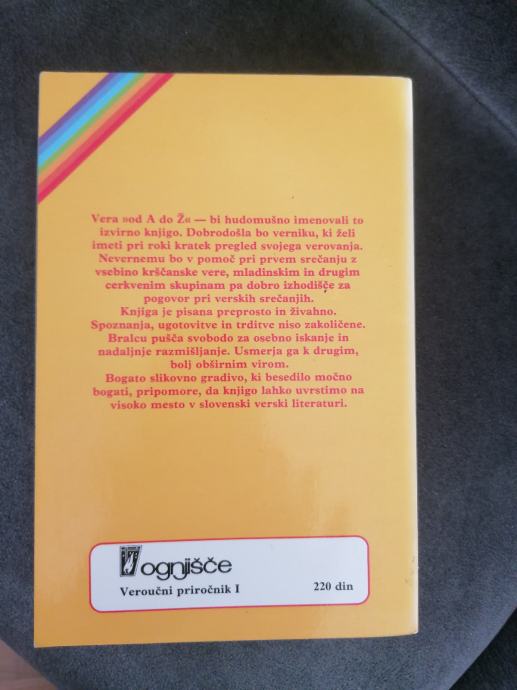 Vera »od A do Ž« — bi hudomušno imenovali to
izvirno knjigo. Dobrodošla bo verniku, ki želi
imeti pri roki kratek pregled svojega verovanja.
Nevernemu bo v pomoč pri prvem srečanju z
vsebino krščanske vere, mladinskim in drugim
cerkvenim skupinam pa dobro izhodišče za
pogovor pri verskih srečanjih.
Knjiga je pisana preprosto in živahno.
Spoznanja, ugotovitve in trditve niso zakoličene.
Bralcu pušča svobodo za osebno iskanje in
nadaljnje razmišljanje. Usmerja ga k drugim,
bolj obširnim virom.
Bogato slikovno gradivo, ki besedilo močno
bogati, pripomore, da knjigo lahko uvrstimo na
visoko mesto v slovenski verski literaturi.
ognjišče
Veroučni priročnik I 220 din